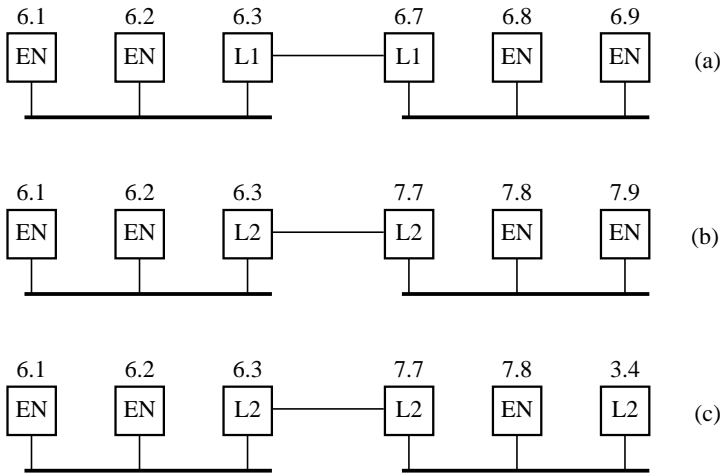 6.1 6.2 6.3 6.7 6.8 6.9
EN EN L1 L1 EN EN (a)
6.1 6.2 6.3 7.7 7.8 7.9
EN EN L2 L2 EN EN (b)
6.1 6.2 6.3 7.7 7.8 3.4
EN EN L2 L2 EN L2 (c)